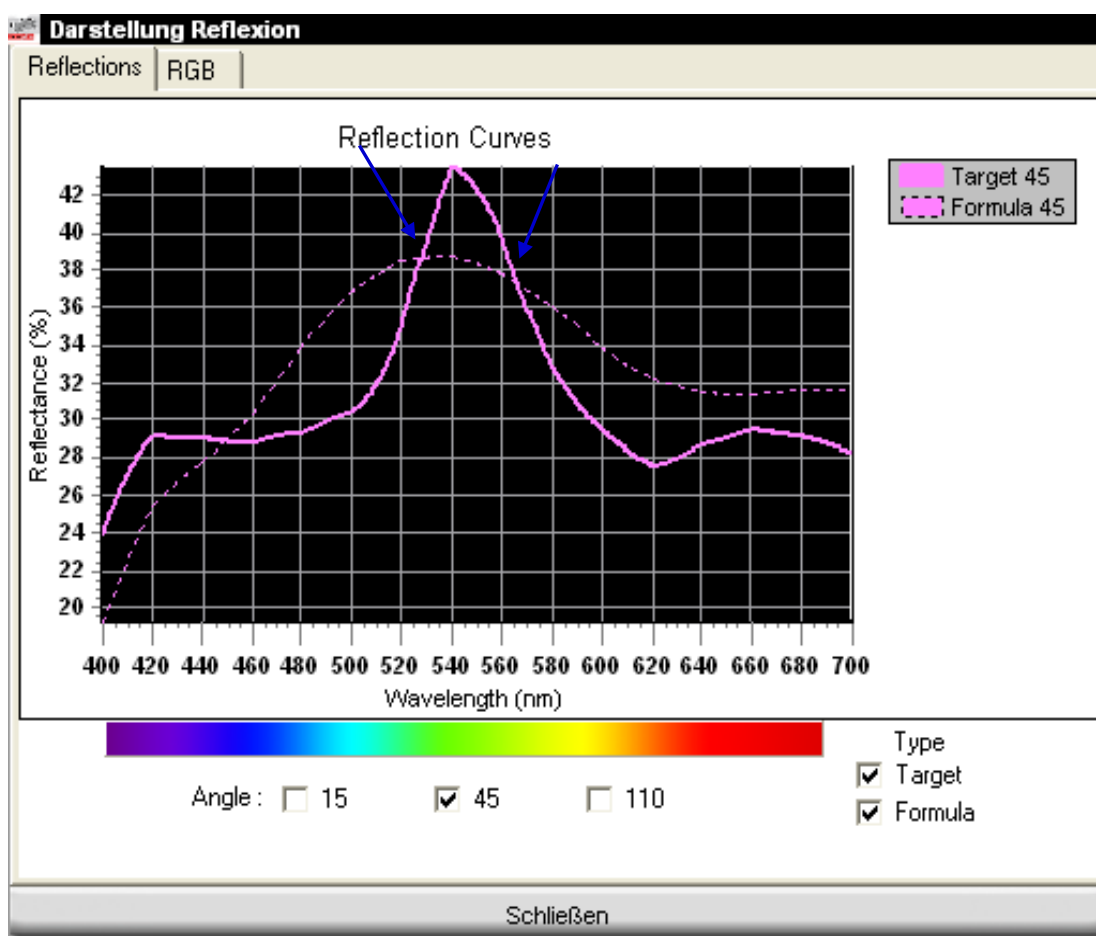 Darstellung Reflexion
Reflections RGB
Reflection Curves
Target 45
Formula 45
Reflectance (%)
42
40
38
36
34
32
30
28
26
24
22
20
400 420 440 460 480 500 520 540 560 580 600 620 640 660 680 700
Wavelength (nm)
Type
Target
Angle : 15 45 110
Formula
Schließen